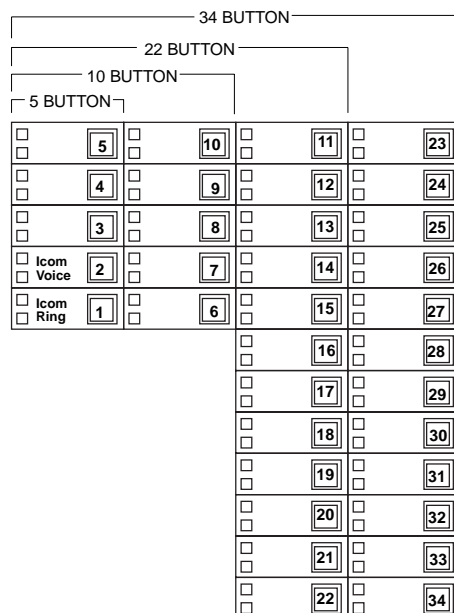 34 BUTTON
22 BUTTON
10 BUTTON
5 BUTTON
5 10 11 23
4 9 12 24
3 8 13 25
Icom Voice 2 7 14 26
Icom Ring 1 6 15 27
16 28
17 29
18 30
19 31
20 32
21 33
22 34